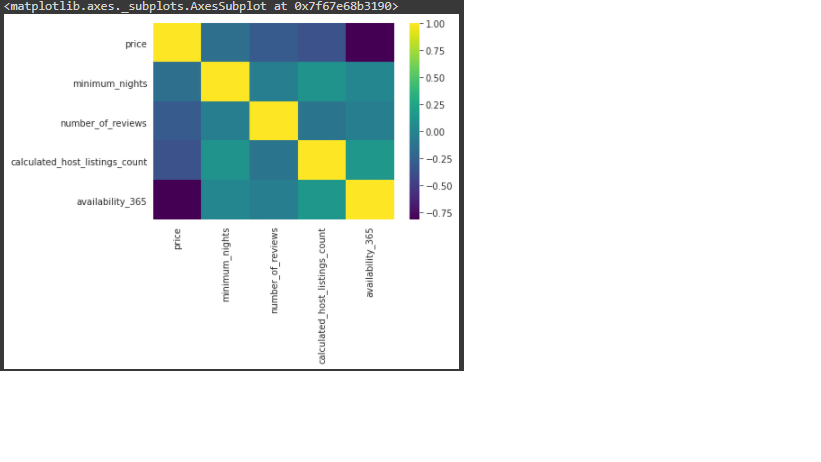 <matplotlib.axes._subplots.AxesSubplot at 0x7f67e68b3190>
price
minimum_nights
number_of_reviews
calculated_host_listings_count
availability_365
price
minimum_nights
number_of_reviews
calculated_host_listings_count
availability_365
1.00
0.75
0.50
0.25
0.00
−0.25
−0.50
−0.75